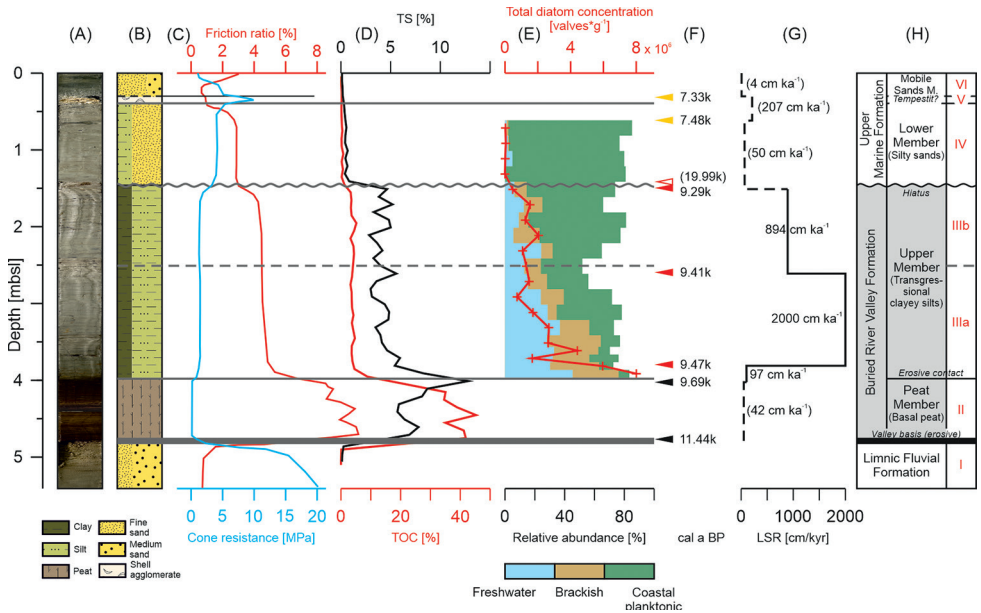 (A)
(B)
(C)
Friction ratio [%]
0 2 4 6 8
(D)
TS [%]
0 5 10
Total diatom concentration
[valves*g-1]
(E)
0 4 8 x 10⁶
(F)
(G)
(H)
Depth [mbsl]
0
1
2
3
4
5
7.33k
7.48k
(19.99k)
9.29k
9.41k
9.47k
9.69k
11.44k
(4 cm ka-1)
(207 cm ka-1)
(50 cm ka-1)
894 cm ka-1
2000 cm ka-1
97 cm ka-1
(42 cm ka-1)
Upper
Marine Formation
Mobile
Sands M.
VI
Tempestit?
V
Lower
Member
(Silty sands)
IV
Hiatus
Buried River Valley Formation
IIIb
Upper
Member
(Transgres-
sional
clayey silts)
IIIa
Erosive contact
Peat
Member
(Basal peat)
II
Valley basis (erosive)
Limnic Fluvial
Formation
I
0 5 10 15 20
Cone resistance [MPa]
0 20 40
TOC [%]
0 40 80
Relative abundance [%]
cal a BP
0 1000 2000
LSR [cm/kyr]
Clay
Silt
Peat
Fine
sand
Medium
sand
Shell
agglomerate
Freshwater
Brackish
Coastal
planktonic